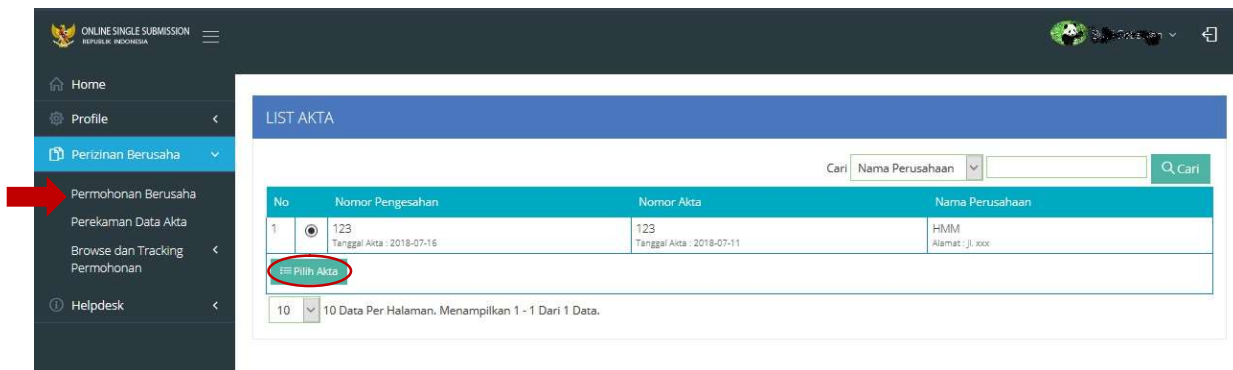 ONLINE SINGLE SUBMISSION
REPUBLIK INDONESIA
Home
Profile
Perizinan Berusaha
Permohonan Berusaha
Perekaman Data Akta
Browse dan Tracking
Permohonan
Helpdesk
LIST AKTA
Cari Nama Perusahaan Cari
No Nomor Pengesahan Nomor Akta Nama Perusahaan
1 123 123 HMM
Tanggal Akta : 2018-07-16 Tanggal Akta : 2018-07-11 Alamat : Jl. xxx
Pilih Akta
10 10 Data Per Halaman. Menampilkan 1 - 1 Dari 1 Data.